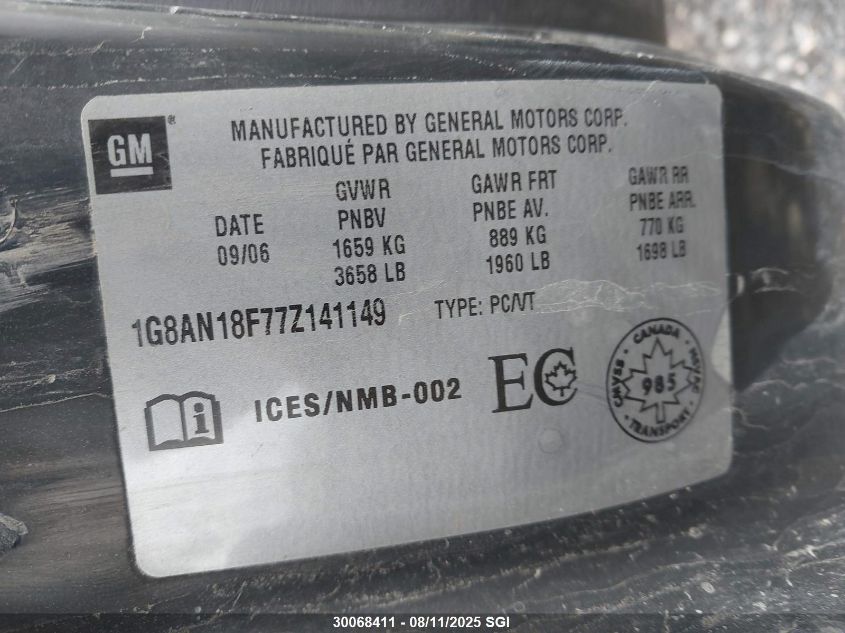 GM ®
MANUFACTURED BY GENERAL MOTORS CORP.
FABRIQUÉ PAR GENERAL MOTORS CORP.
DATE
09/06
GVWR
PNBV
1659 KG
3658 LB
GAWR FRT
PNBE AV.
889 KG
1960 LB
GAWR RR
PNBE ARR.
770 KG
1698 LB
1G8AN18F77Z141149 TYPE: PC/VT
i ICES/NMB-002 EC
CANADA
CMVSS 985 NSVAC
TRANSPORT
30068411 - 08/11/2025 SGI